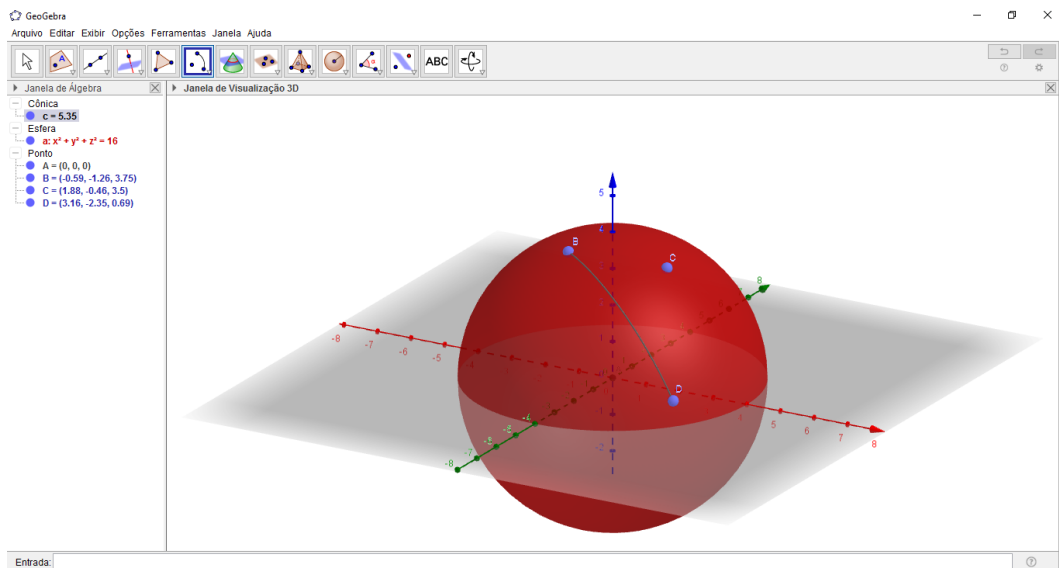 GeoGebra
Arquivo Editar Exibir Opções Ferramentas Janela Ajuda
A
α
ABC
Janela de Álgebra
Janela de Visualização 3D
Cônica
c = 5.35
Esfera
a: x² + y² + z² = 16
Ponto
A = (0, 0, 0)
B = (-0.59, -1.26, 3.75)
C = (1.88, -0.46, 3.5)
D = (3.16, -2.35, 0.69)
5
4
B
C
8
-8
-7
-6
-5
D
5
6
7
8
-7
-8
-2
Entrada: